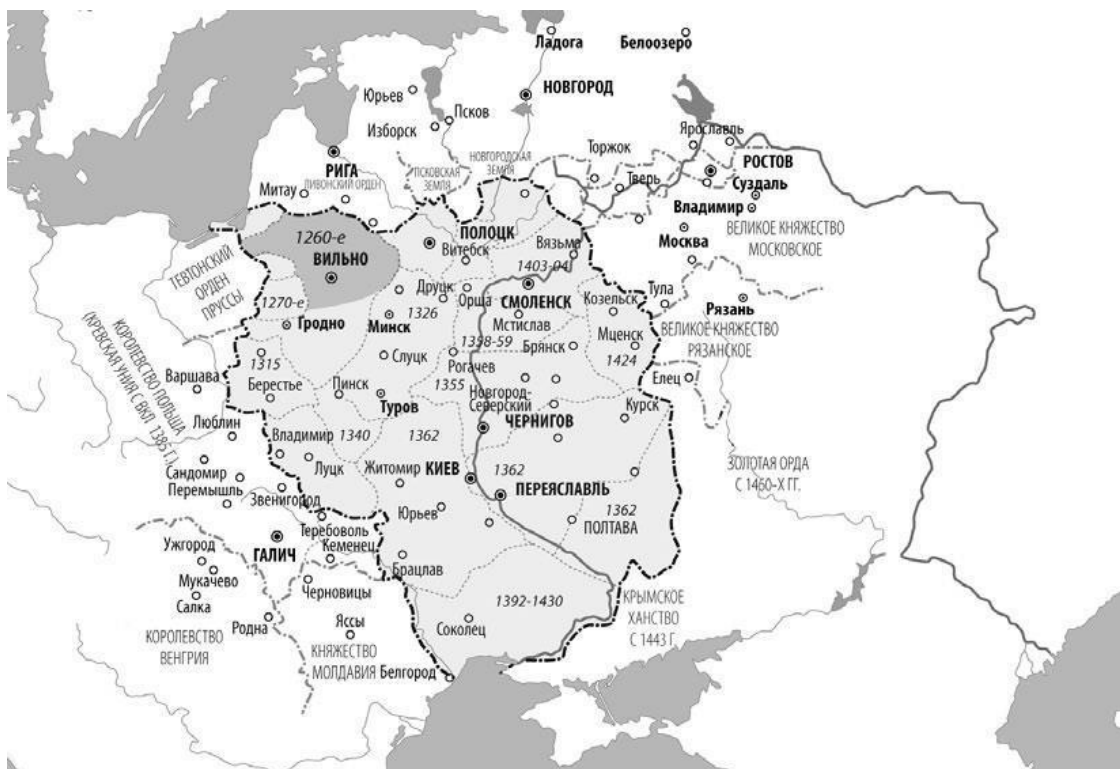 Ладога
Белоозеро
НОВГОРОД
Юрьев
Псков
Изборск
Ярославль
Торжок
НОВГОРОДСКАЯ
ЗЕМЛЯ
РОСТОВ
РИГА
ЛИВОНСКИЙ ОРДЕН
ПСКОВСКАЯ
ЗЕМЛЯ
Тверь
Суздаль
Митау
Владимир
ПОЛОЦК
ВЕЛИКОЕ КНЯЖЕСТВО
МОСКОВСКОЕ
1260-е
ВИЛЬНО
Витебск
Вязьма
Москва
1403-04
ТЕВТОНСКИЙ
ОРДЕН
ПРУССЫ
1270-е
Друцк
Орша
СМОЛЕНСК
Козельск
Тула
Рязань
Гродно
Минск
1326
Мстислав
ВЕЛИКОЕ КНЯЖЕСТВО
РЯЗАНСКОЕ
Мценск
1358-59
Брянск
КОРОЛЕВСТВО ПОЛЬША
(КРЕВСКАЯ УНИЯ С ВКЛ 1385 Г.)
1315
Слуцк
Рогачев
1424
Варшава
Берестье
Пинск
1355
Елец
Туров
Новгород-
Северский
Курск
Люблин
ЧЕРНИГОВ
Владимир
1340
1362
Луцк
Житомир
КИЕВ
1362
ЗОЛОТАЯ ОРДА
С 1460-Х ГГ.
Сандомир
Перемышль
Звенигород
ПЕРЕЯСЛАВЛЬ
1362
ПОЛТАВА
Юрьев
Теребовль
Ужгород
ГАЛИЧ
Кеменец
Брацлав
Мукачево
Черновицы
Салка
1392-1430
КРЫМСКОЕ
ХАНСТВО
С 1443 Г.
Родна
Яссы
Соколец
КОРОЛЕВСТВО
ВЕНГРИЯ
КНЯЖЕСТВО
МОЛДАВИЯ
Белгород